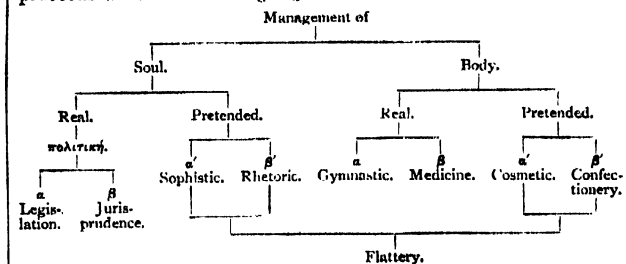 Management of
Soul. Body.
Real. Pretended. Real. Pretended.
πολιτική.
α β α′ β′ α β α′ β′
Sophistic. Rhetoric. Gymnastic. Medicine. Cosmetic. Confec-
tionery.
Legis- Juris-
lation. prudence.
Flattery.